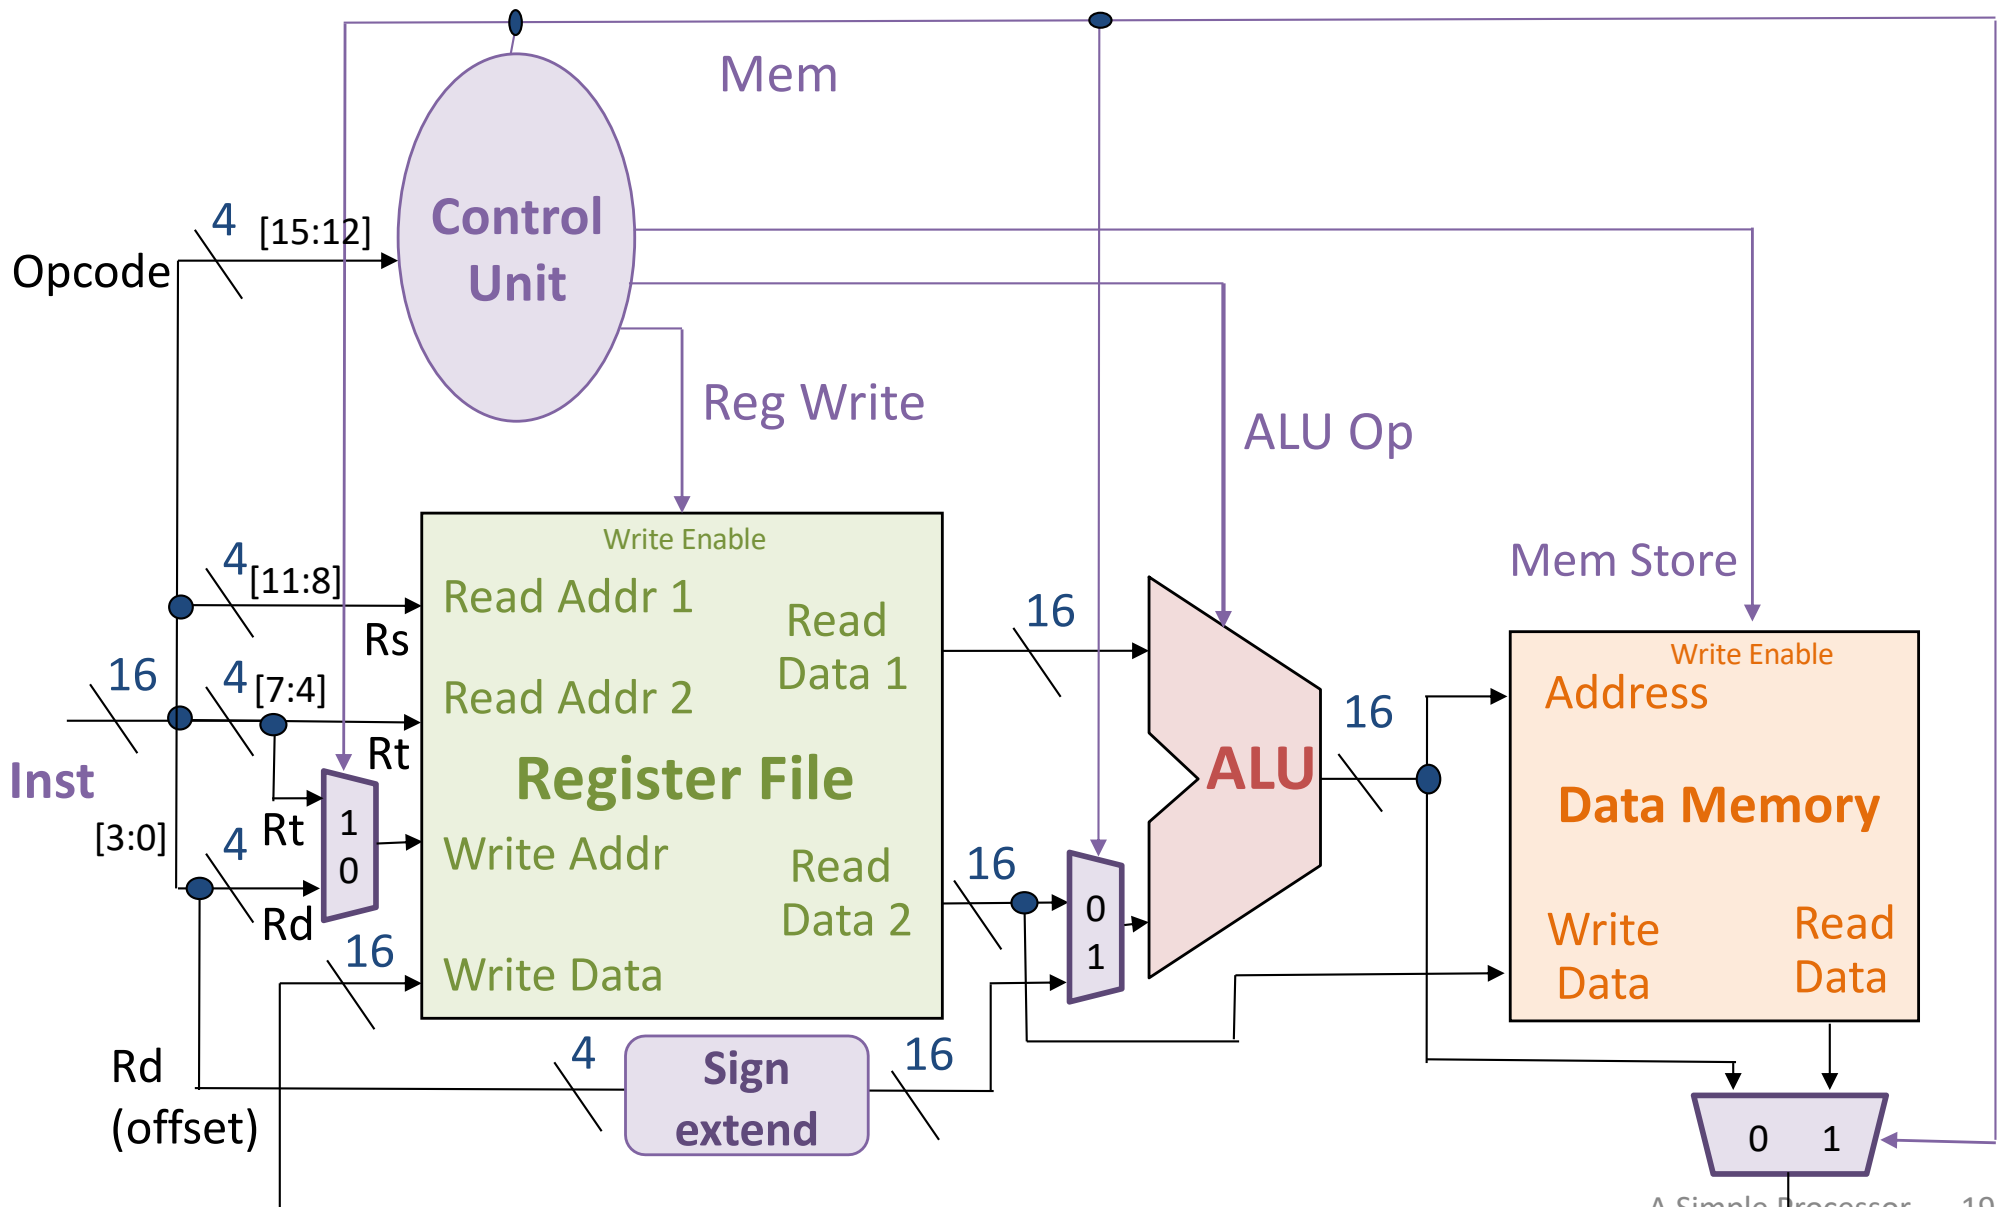 Mem
Control
Unit
4 [15:12]
Opcode
Reg Write
ALU Op
Write Enable
Mem Store
4 [11:8]
Rs
Read Addr 1
Read
Data 1
16
Write Enable
Address
16
4 [7:4]
Rt
Read Addr 2
16
Inst
Register File
ALU
Data Memory
[3:0]
Rt
4
Rd
1
0
Write Addr
Read
Data 2
16
0
1
Write
Data
Read
Data
16
Write Data
Rd
(offset)
4
Sign
extend
16
0 1
A Simple Processor 19